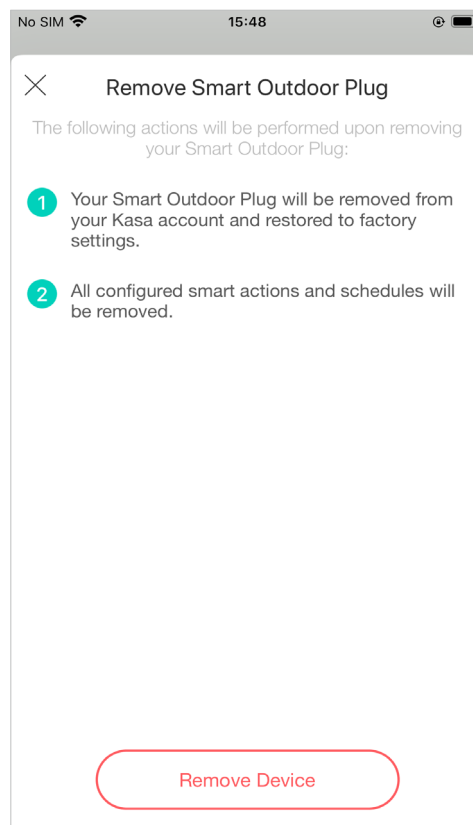 No SIM 15:48
Remove Smart Outdoor Plug
The following actions will be performed upon removing
your Smart Outdoor Plug:
1 Your Smart Outdoor Plug will be removed from
your Kasa account and restored to factory
settings.
2 All configured smart actions and schedules will
be removed.
Remove Device